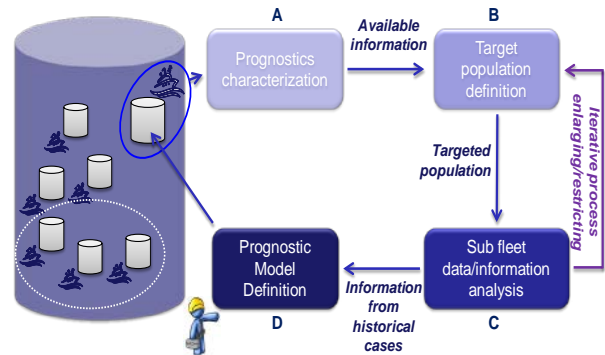 A
B
Prognostics
characterization
Available
information
Target
population
definition
Targeted
population
Iterative process
enlarging/restricting
Prognostic
Model
Definition
Information
from
historical
cases
Sub fleet
data/information
analysis
D
C